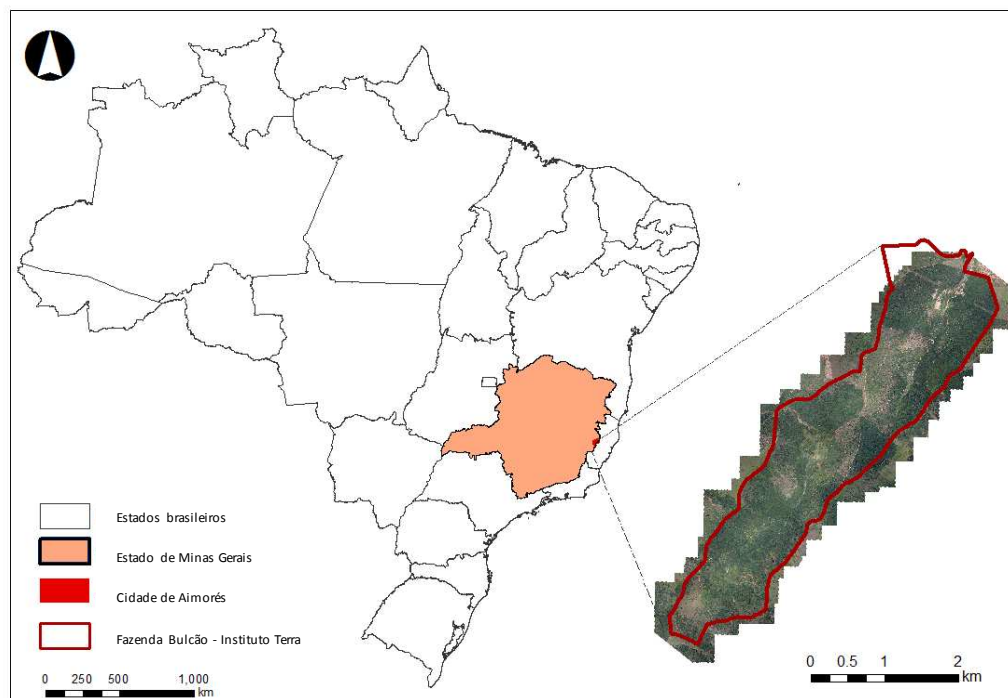 Estados brasileiros
Estado de Minas Gerais
Cidade de Aimorés
Fazenda Bulcão - Instituto Terra
0 250 500 1,000
km
0 0.5 1 2
km